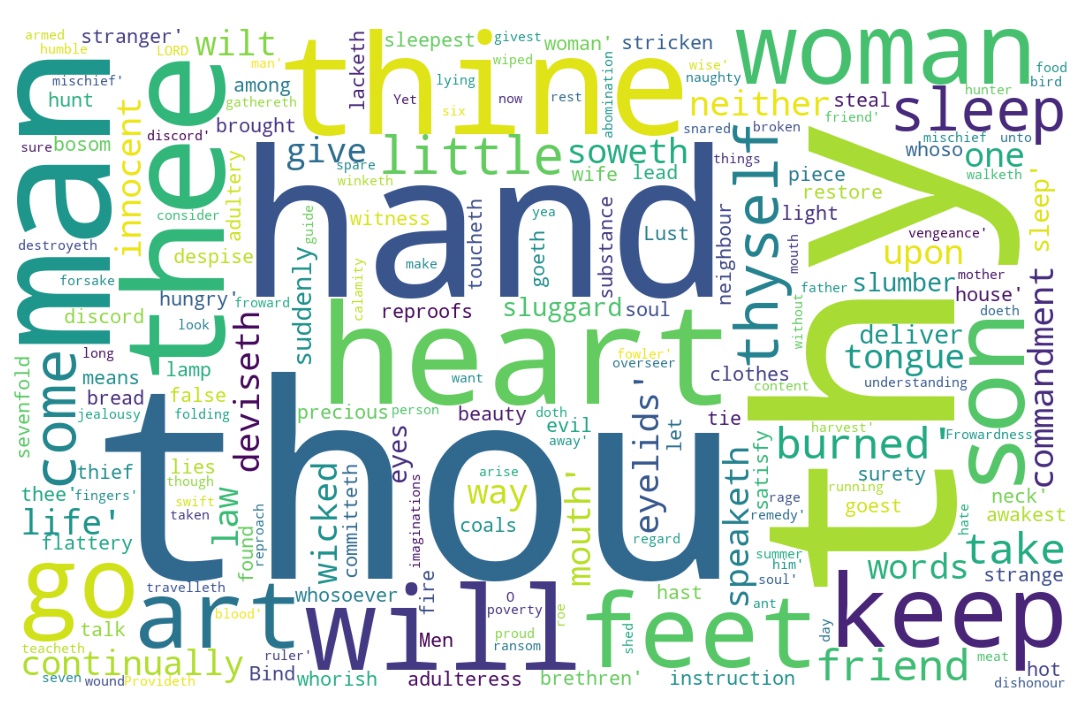 armed
humble
stranger'
LORD
wilt
man'
mischief'
hunt
among
gathereth
sure
bosom
discord'
brought
man
thee
innocent
adultery
consider
destroyeth
despise
forsake
hungry'
froward
discord
look
thine
lacketh
sleepest
givest
woman'
stricken
wiped
lying
Yet
now
rest
six
abomination
wise'
naughty
woman
food
bird
hunter
neither
steal
sleep
friend'
snared
broken
mischief
unto
whoso
one
walketh
give
spare
little
soweth
winketh
wife
lead
things
thyself
piece
restore
light
hand
guide
witness
yea
toucheth
goeth
substance
Lust
neighbour
make
calamity
suddenly
reproofs
sluggard
soul
mouth
thy
vengeance'
upon
sleep'
mother
slumber
house'
father
doeth
without
son
commandment
deliver
tongue
understanding
heart
fowler'
overseer
want
clothes
content
sevenfold
come
long
means
lamp
bread
false
jealousy
folding
deviseth
precious
person
beauty
doth
evil
away'
eyelids'
let
tie
satisfy
harvest'
burned'
Frowardness
surety
thief
lies
though
thee'
fingers'
swift
taken
life'
flattery
law
found
reproach
wicked
committeth
eyes
imaginations
thou
arise
way
coals
mouth'
regard
speaketh
rage
remedy'
running
goest
neck'
awakest
hate
take
summer
him'
soul'
words
strange
go
travelleth
art
blood'
whosoever
will
fire
Men
O
poverty
proud
ransom
roe
feet
shed
hast
ant
day
keep
talk
teacheth
continually
seven
wound
Provideth
ruler'
Bind
whorish
adulteress
brethren'
instruction
friend
meat
hot
dishonour